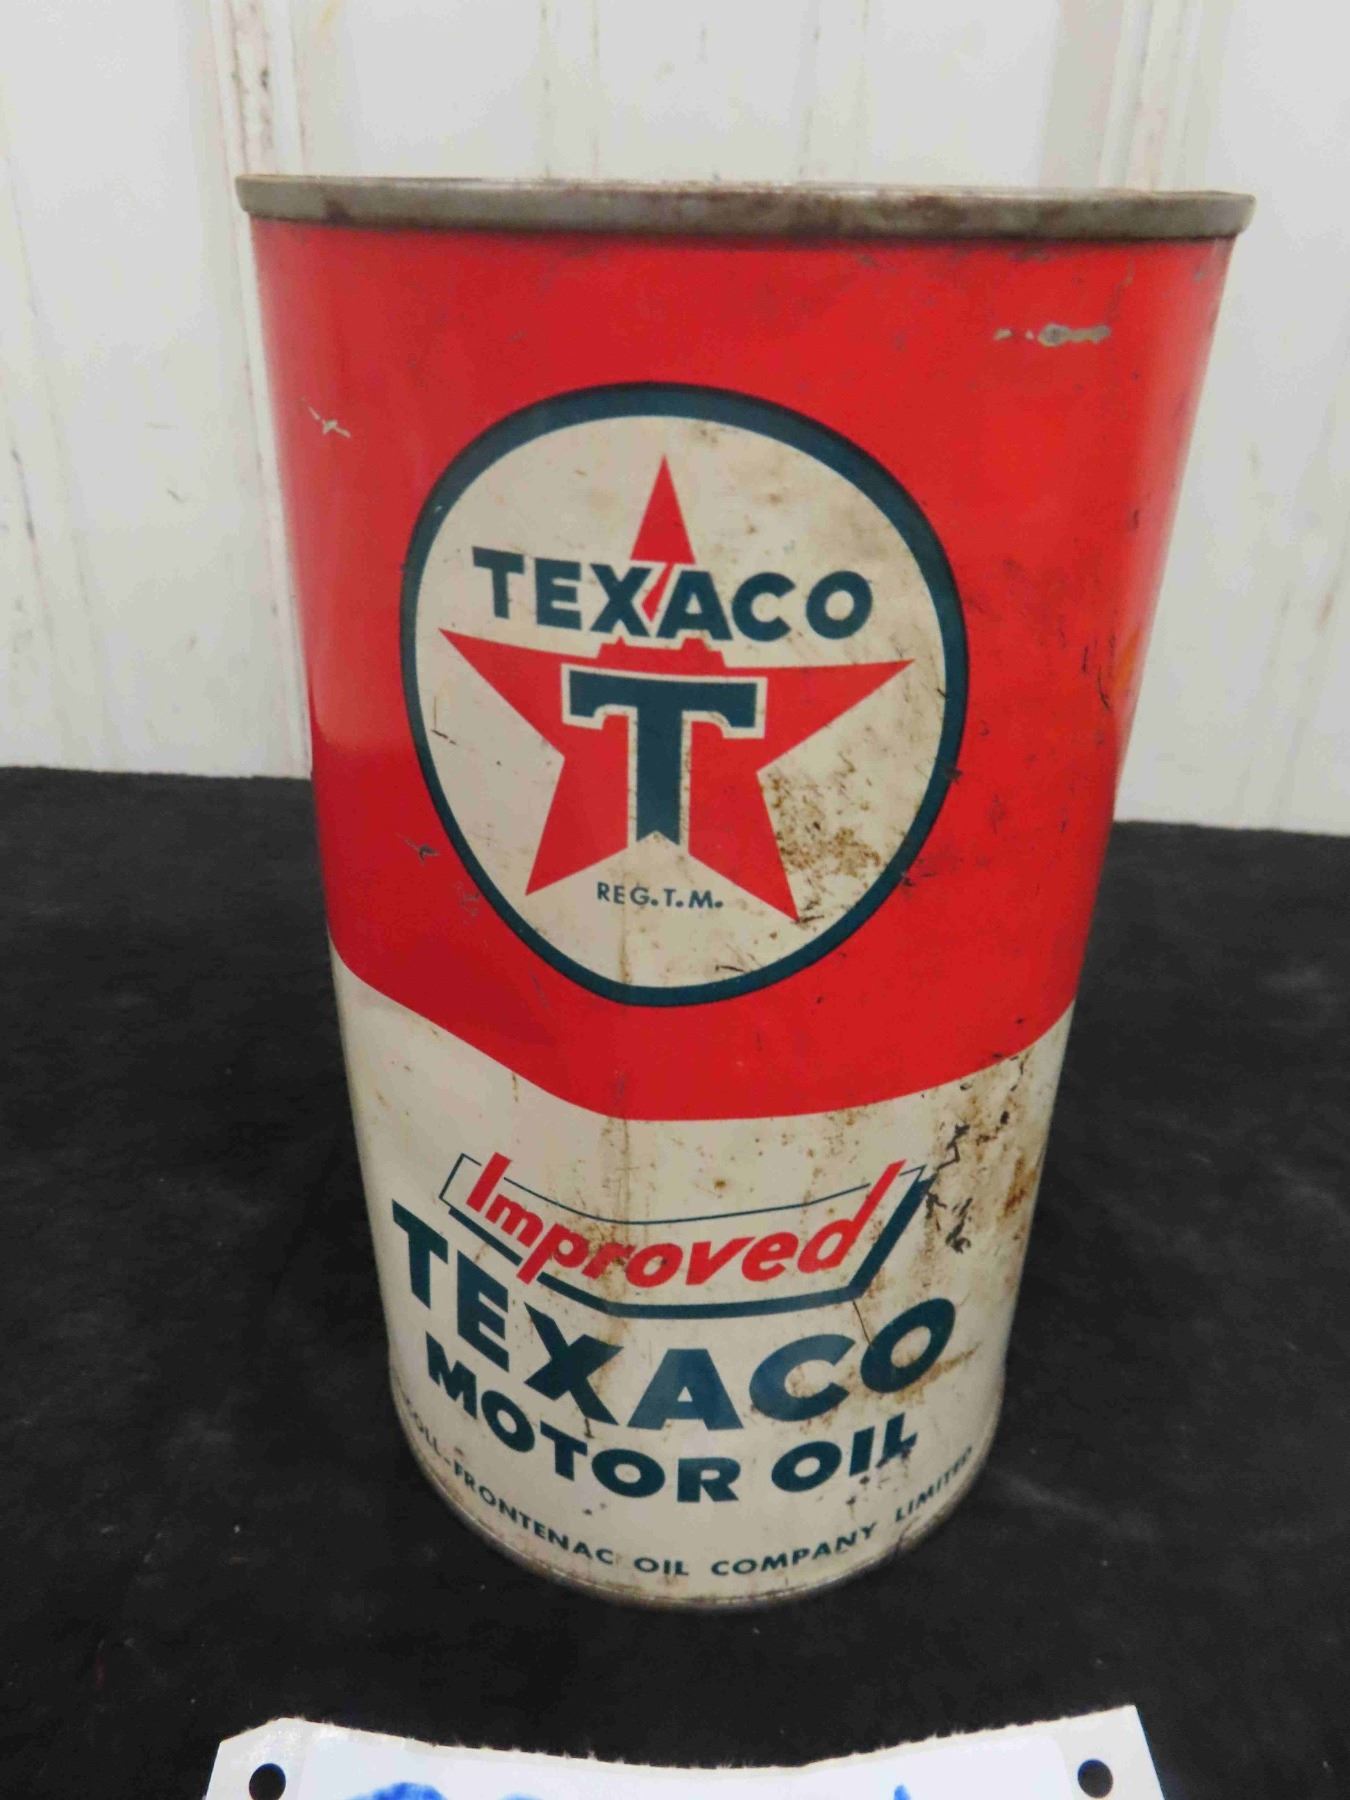 TEXACO
T
REG. T. M.
Improved
TEXACO
MOTOR OIL
FRONTENAC OIL COMPANY LIMITED